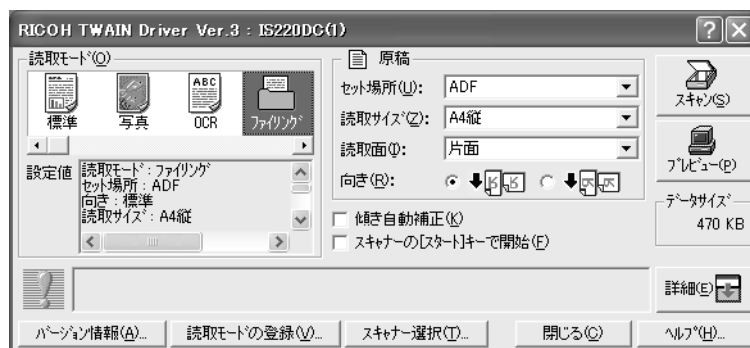 RICOH TWAIN Driver Ver.3 : IS220DC(1)
読取モード(O)
ABC
標準 写真 OCR ファイリング
設定値
読取モード : ファイリング
セット場所 : ADF
向き : 標準
読取サイズ : A4縦
原稿
セット場所(U): ADF
読取サイズ(Z): A4縦
読取面(I): 片面
向き(R):
傾き自動補正(K)
スキャナーの[スタート]キーで開始(F)
スキャン(S)
プレビュー(P)
データサイズ
470 KB
詳細(E)
バージョン情報(A)... 読取モードの登録(V)... スキャナー選択(T)... 閉じる(C) ヘルプ(H)...